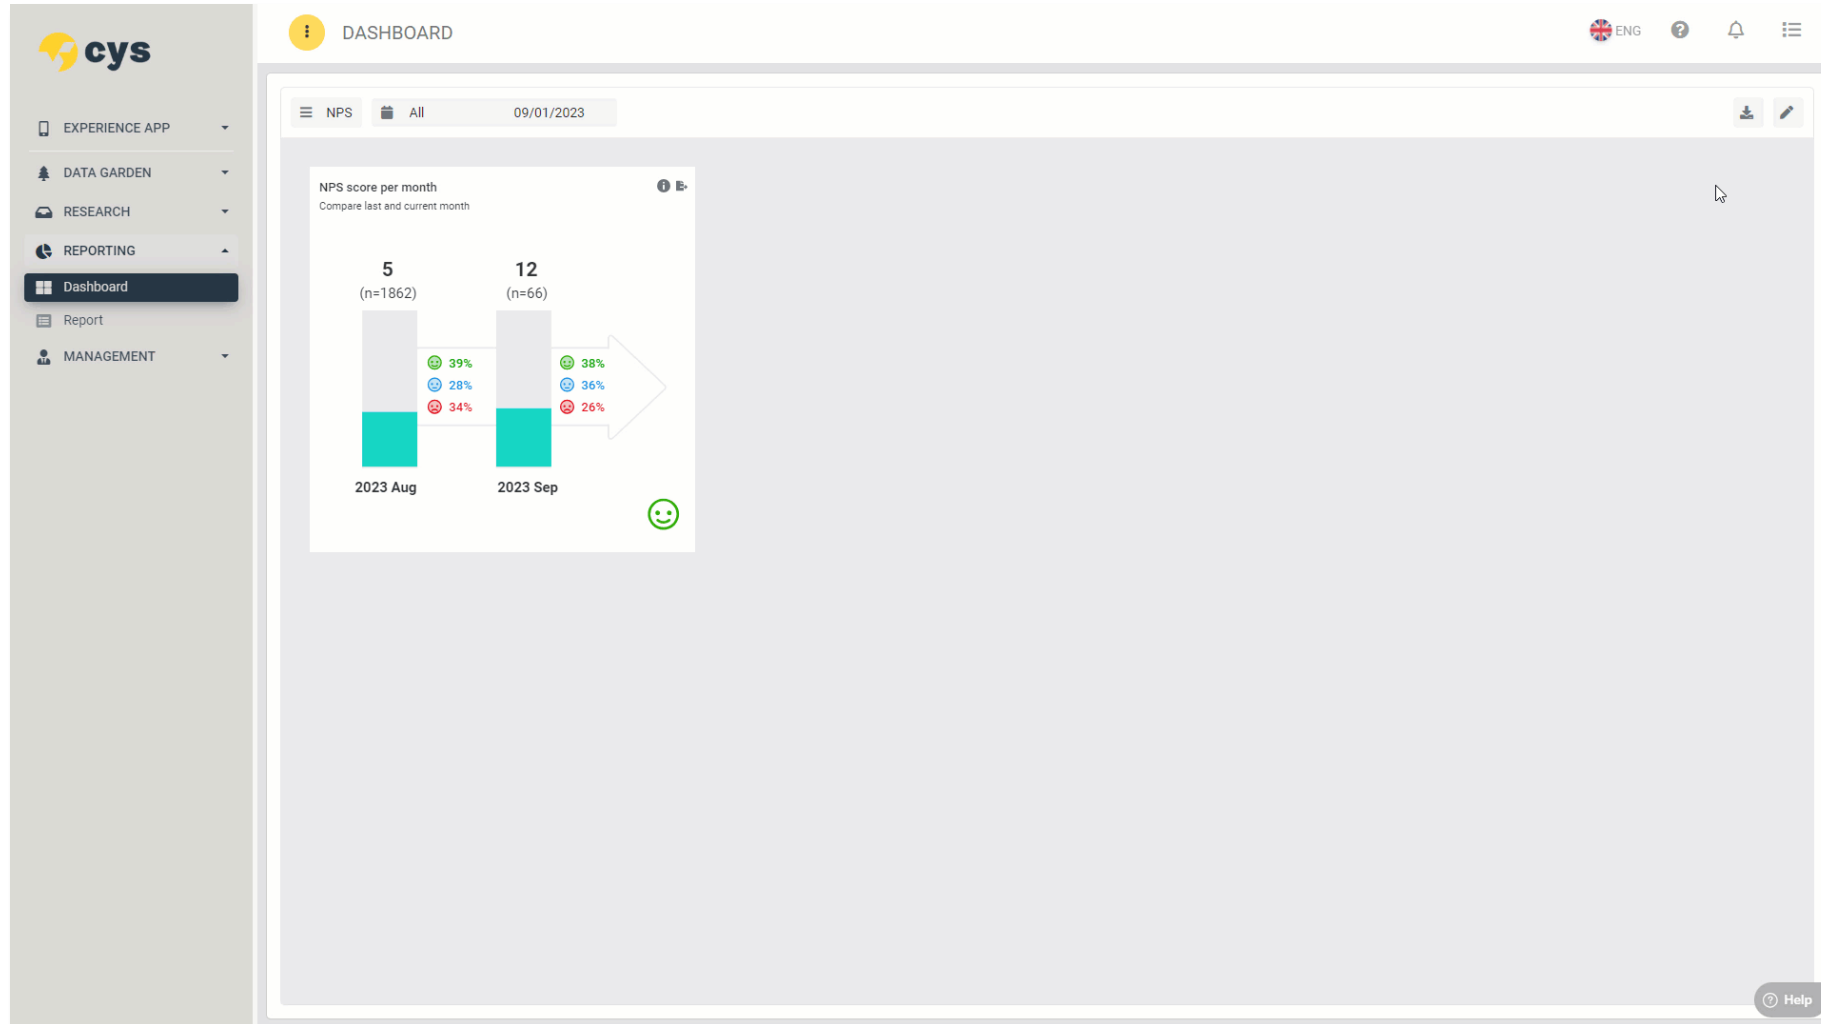 cys
DASHBOARD
ENG
EXPERIENCE APP
DATA GARDEN
RESEARCH
REPORTING
Dashboard
Report
MANAGEMENT
NPS
All 09/01/2023
NPS score per month
Compare last and current month
5 12
(n=1862) (n=66)
39% 38%
28% 36%
34% 26%
2023 Aug 2023 Sep
Help